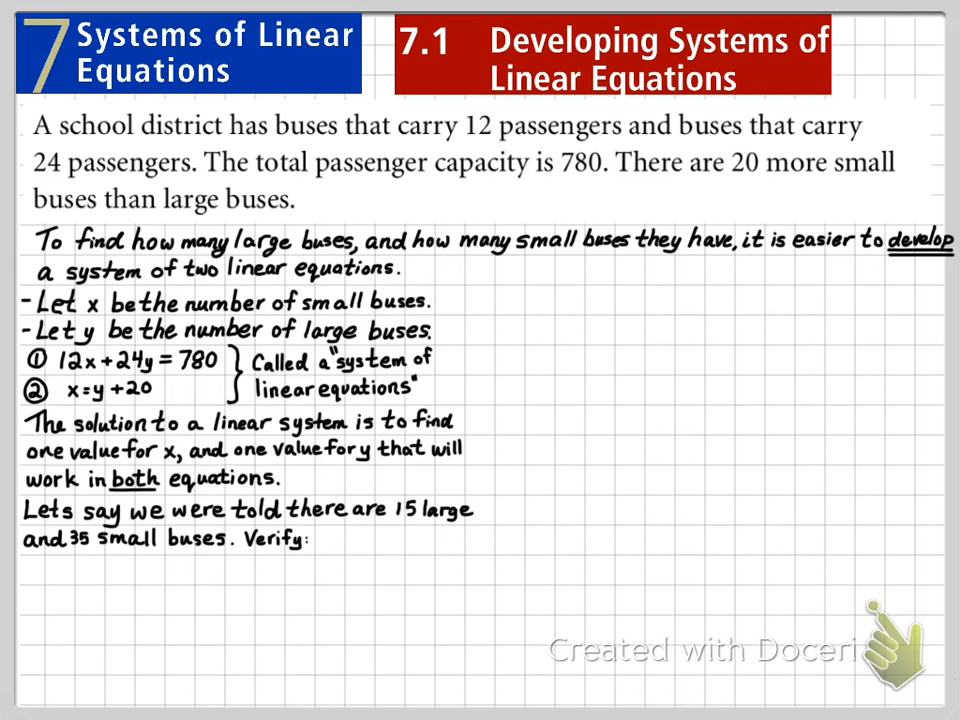 7 Systems of Linear
Equations
7.1 Developing Systems of
Linear Equations
A school district has buses that carry 12 passengers and buses that carry
24 passengers. The total passenger capacity is 780. There are 20 more small
buses than large buses.
To find how many large buses, and how many small buses they have, it is easier to develop
a system of two linear equations.
- Let x be the number of small buses.
- Let y be the number of large buses.
① 12x + 24y = 780 } Called a "system of
② x = y + 20 linear equations"
The solution to a linear system is to find
one value for x, and one value for y that will
work in both equations.
Lets say we were told there are 15 large
and 35 small buses. Verify:
Created with Doceri